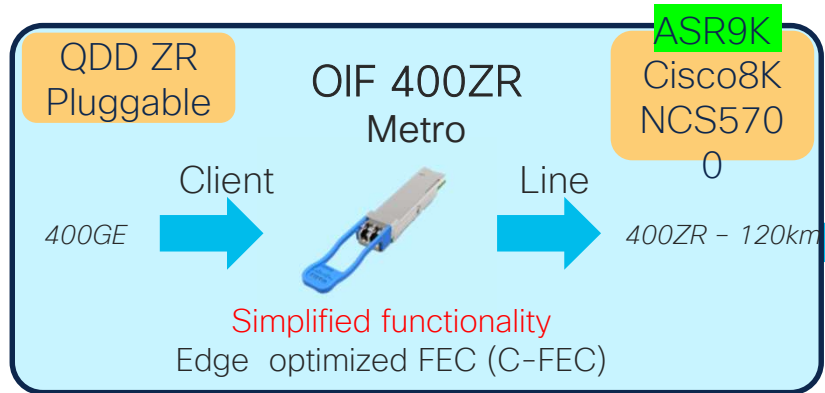 QDD ZR
Pluggable
OIF 400ZR
Metro
ASR9K
Cisco8K
NCS570
0
Client
Line
400GE
400ZR – 120km
Simplified functionality
Edge optimized FEC (C-FEC)